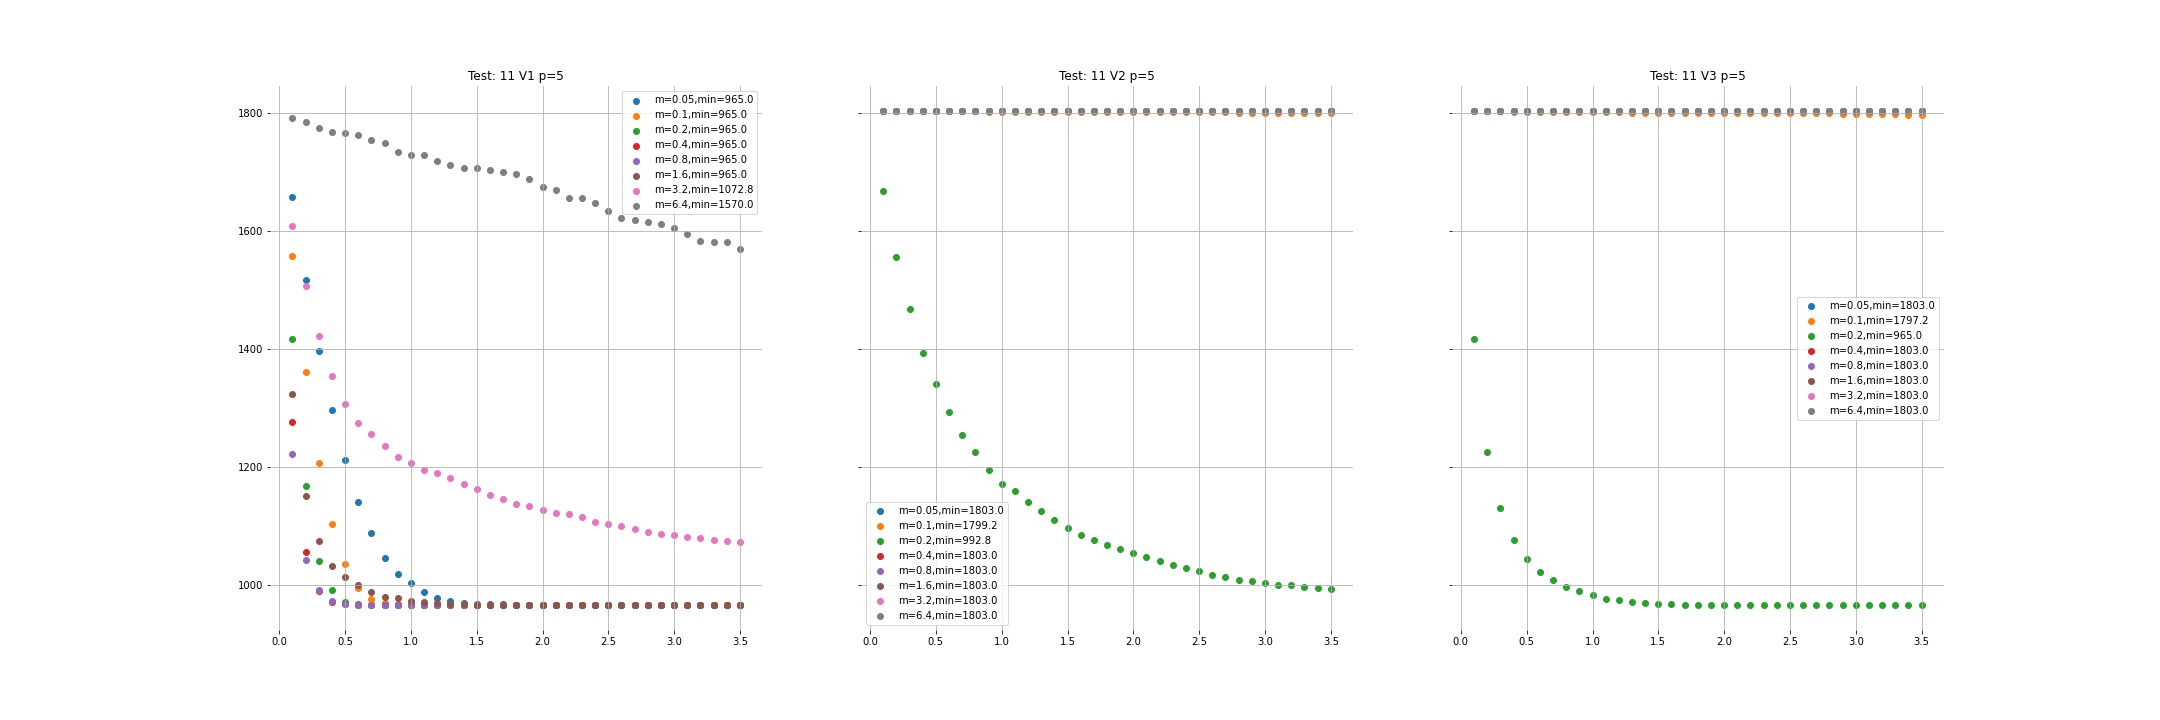 Test: 11 V1 p=5
1800
1600
1400
1200
1000
0.0 0.5 1.0 1.5 2.0 2.5 3.0 3.5
m=0.05,min=965.0
m=0.1,min=965.0
m=0.2,min=965.0
m=0.4,min=965.0
m=0.8,min=965.0
m=1.6,min=965.0
m=3.2,min=1072.8
m=6.4,min=1570.0
Test: 11 V2 p=5
m=0.05,min=1803.0
m=0.1,min=1799.2
m=0.2,min=992.8
m=0.4,min=1803.0
m=0.8,min=1803.0
m=1.6,min=1803.0
m=3.2,min=1803.0
m=6.4,min=1803.0
0.0 0.5 1.0 1.5 2.0 2.5 3.0 3.5
Test: 11 V3 p=5
m=0.05,min=1803.0
m=0.1,min=1797.2
m=0.2,min=965.0
m=0.4,min=1803.0
m=0.8,min=1803.0
m=1.6,min=1803.0
m=3.2,min=1803.0
m=6.4,min=1803.0
0.0 0.5 1.0 1.5 2.0 2.5 3.0 3.5